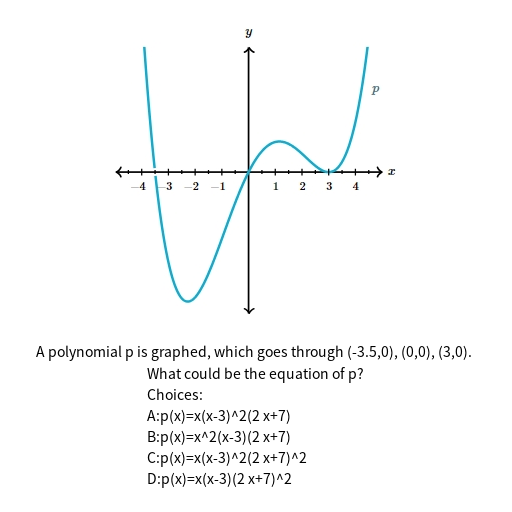 y
p
x
-4 -3 -2 -1 1 2 3 4
A polynomial p is graphed, which goes through (-3.5,0), (0,0), (3,0).
What could be the equation of p?
Choices:
A:p(x)=x(x-3)^2(2 x+7)
B:p(x)=x^2(x-3)(2 x+7)
C:p(x)=x(x-3)^2(2 x+7)^2
D:p(x)=x(x-3)(2 x+7)^2